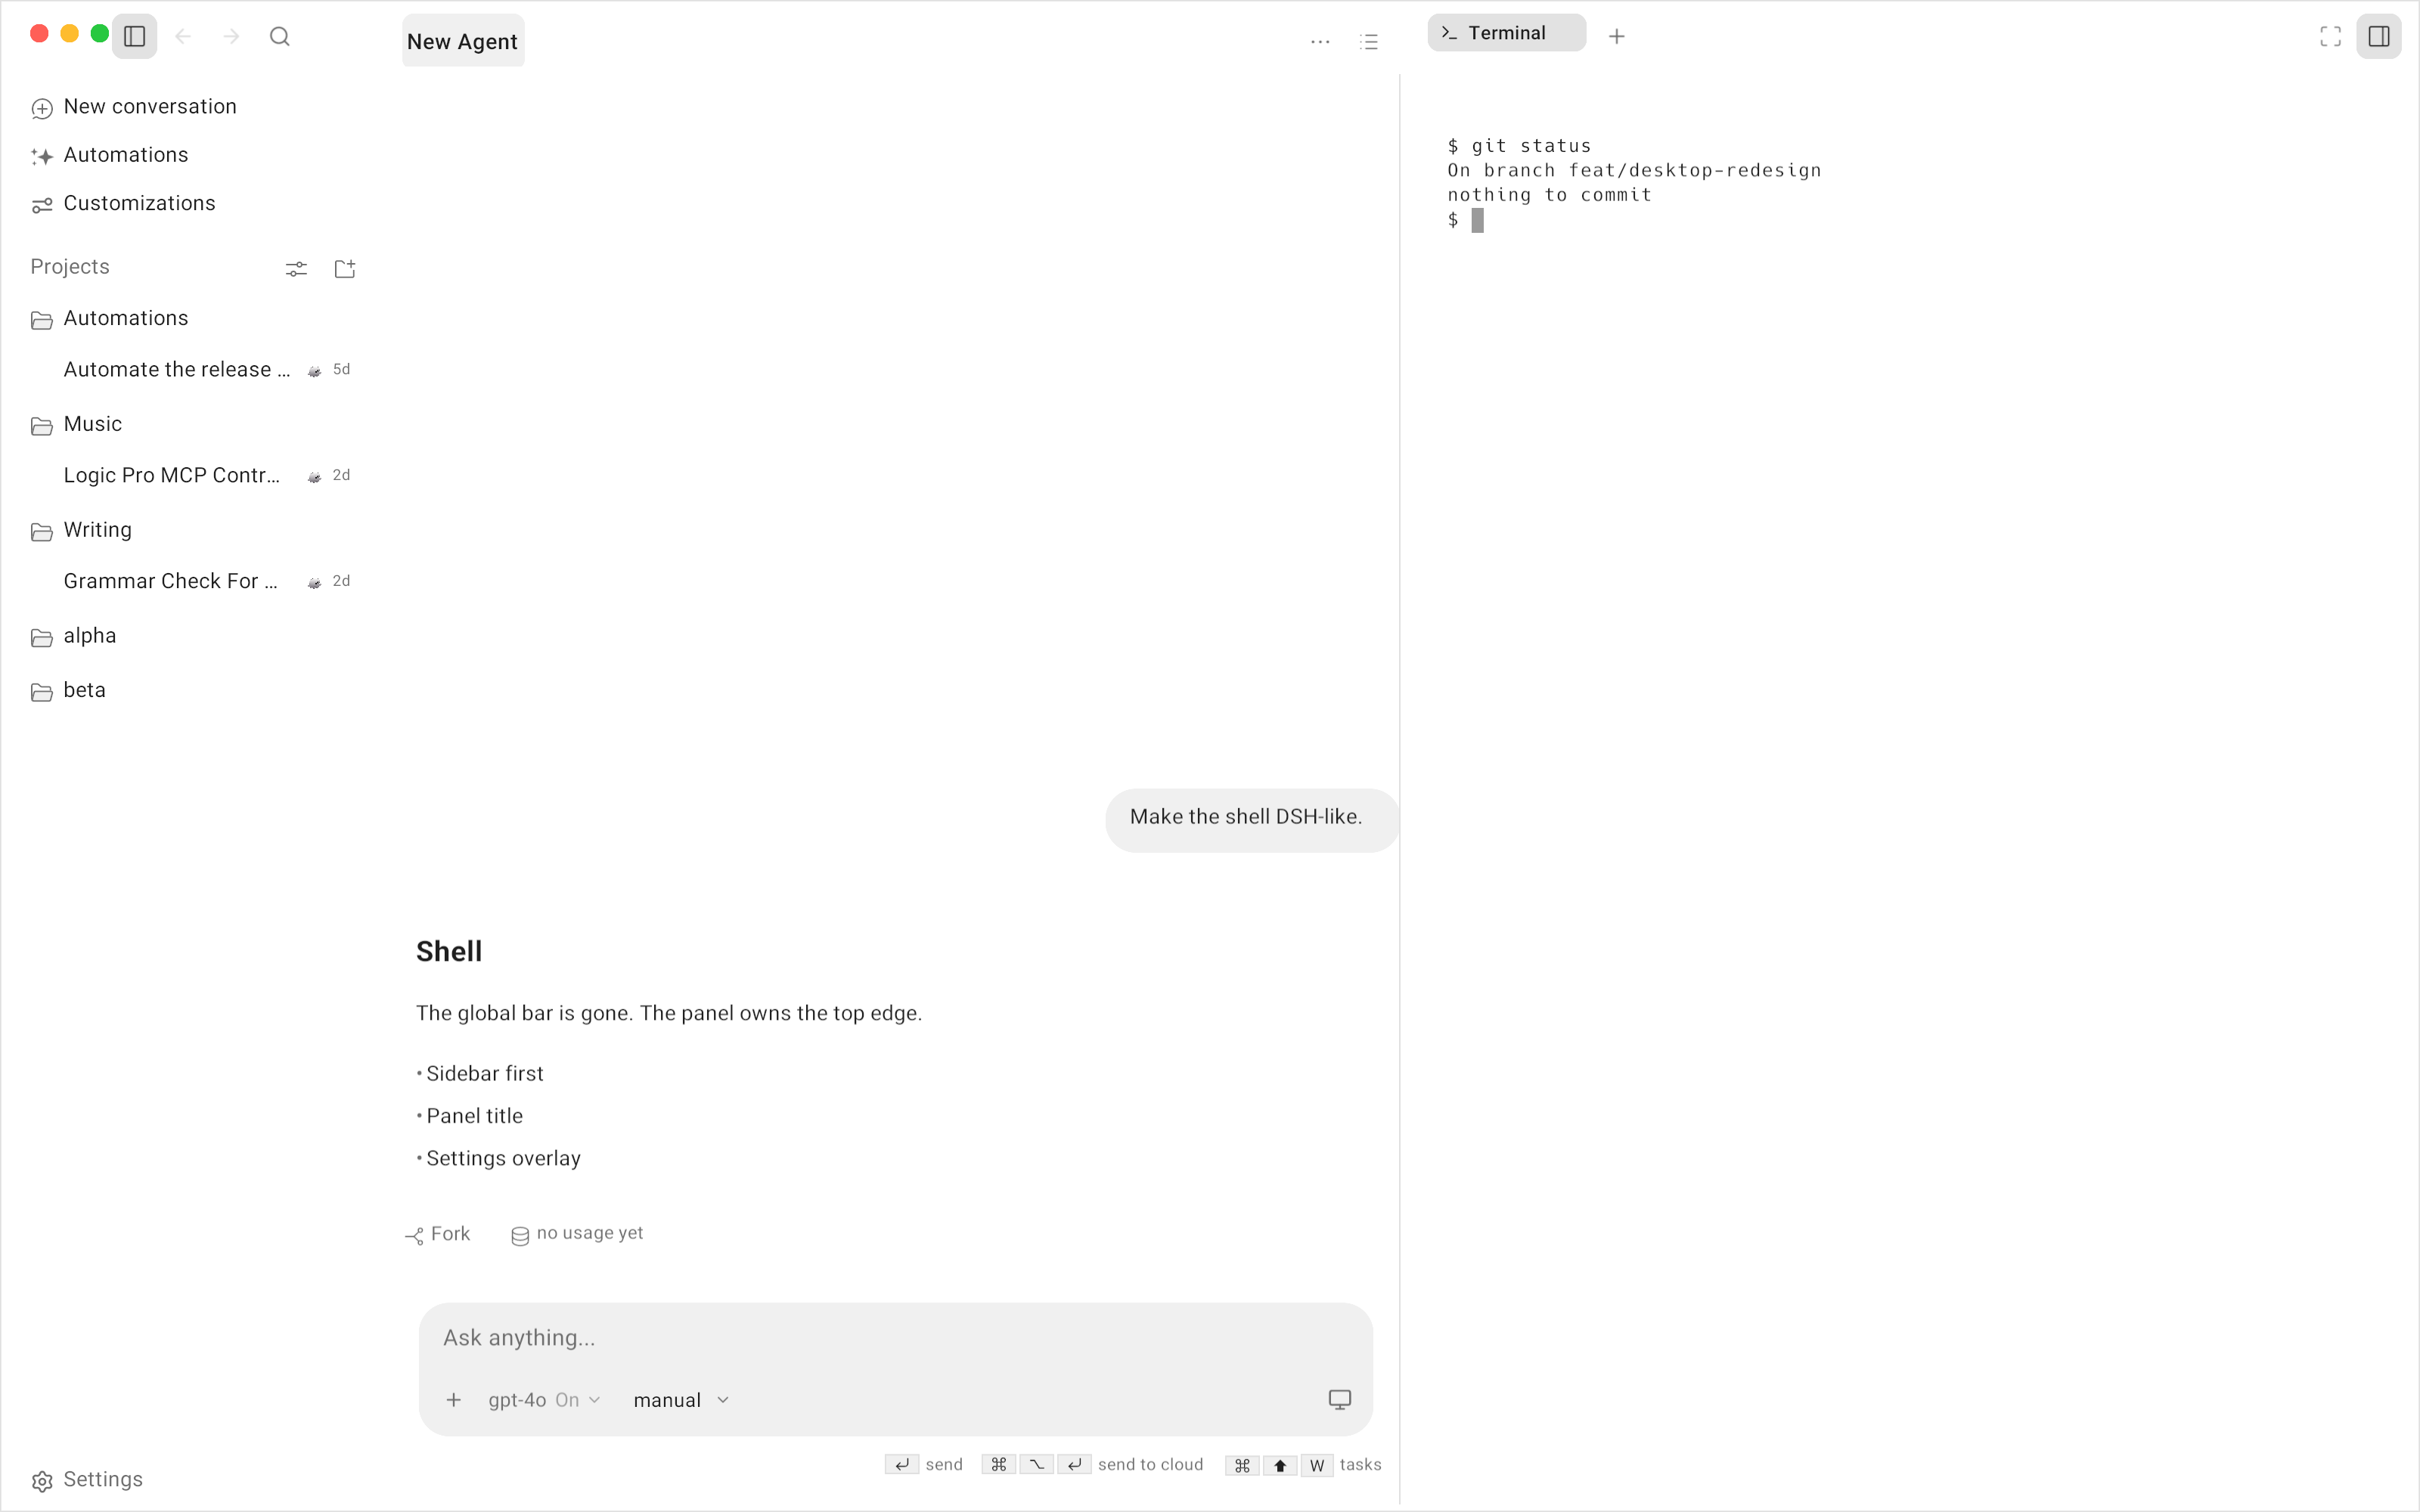 New Agent
Terminal
New conversation
Automations
Customizations
Projects
Automations
Automate the release ... 5d
Music
Logic Pro MCP Contr... 2d
Writing
Grammar Check For ... 2d
alpha
beta
Settings
Make the shell DSH-like.
Shell
The global bar is gone. The panel owns the top edge.
• Sidebar first
• Panel title
• Settings overlay
Fork no usage yet
Ask anything...
gpt-4o On manual
↵ send ⌘ ⌥ ↵ send to cloud ⌘ ⬆ W tasks
$ git status
On branch feat/desktop-redesign
nothing to commit
$